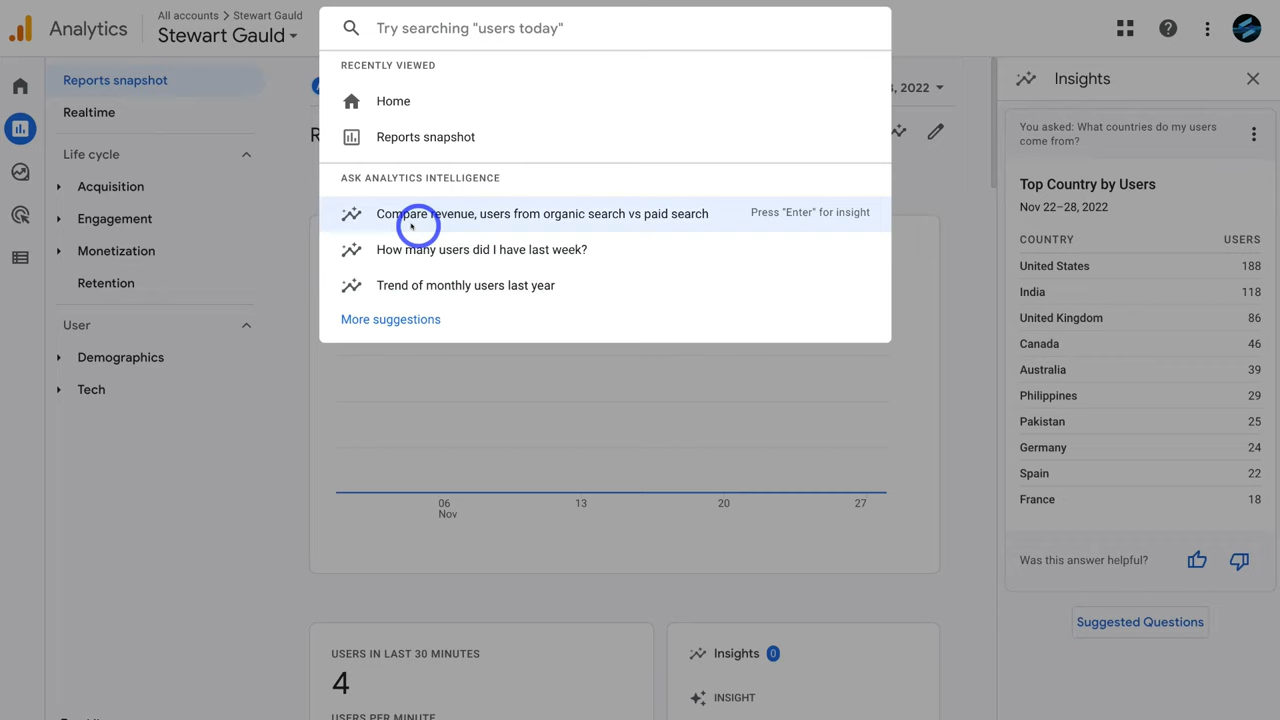 Analytics
All accounts > Stewart Gauld
Stewart Gauld
Try searching "users today"
RECENTLY VIEWED
Home
Reports snapshot
ASK ANALYTICS INTELLIGENCE
Compare revenue, users from organic search vs paid search
Press "Enter" for insight
How many users did I have last week?
Trend of monthly users last year
More suggestions
Reports snapshot
Realtime
Life cycle
Acquisition
Engagement
Monetization
Retention
User
Demographics
Tech
, 2022
06
Nov
13
20
27
USERS IN LAST 30 MINUTES
4
USERS PER MINUTE
Insights 0
INSIGHT
Insights
You asked: What countries do my users
come from?
Top Country by Users
Nov 22–28, 2022
COUNTRY USERS
United States 188
India 118
United Kingdom 86
Canada 46
Australia 39
Philippines 29
Pakistan 25
Germany 24
Spain 22
France 18
Was this answer helpful?
Suggested Questions